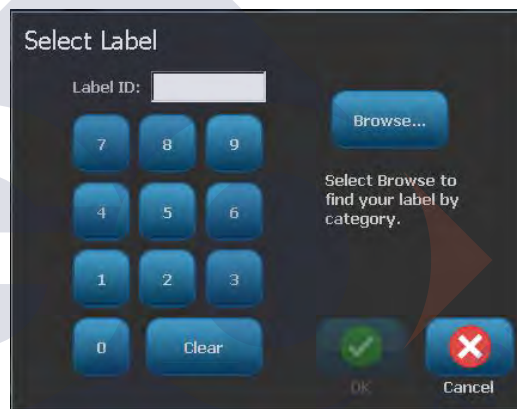 Select Label
Label ID:
Browse...
7 8 9
Select Browse to
find your label by
category.
4 5 6
1 2 3
0 Clear
OK Cancel